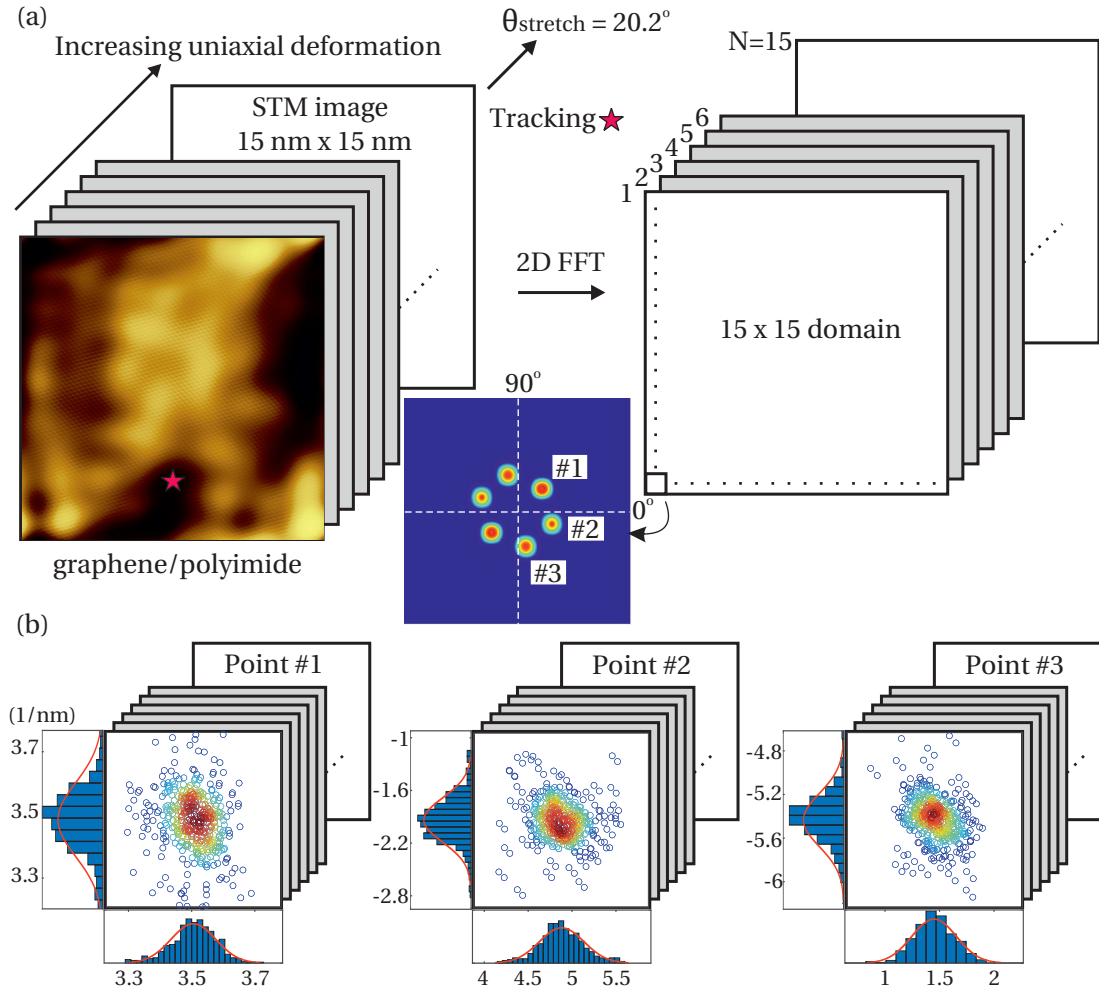 (a)
Increasing uniaxial deformation
θstretch = 20.2°
N=15
STM image
15 nm x 15 nm
Tracking
6
5
4
3
2
1
2D FFT
15 x 15 domain
90°
#1
0°
#2
#3
graphene/polyimide
(b)
Point #1
Point #2
Point #3
(1/nm)
3.7
3.5
3.3
3.3 3.5 3.7
-1
-1.6
-2.2
-2.8
4 4.5 5 5.5
-4.8
-5.2
-5.6
-6
1 1.5 2